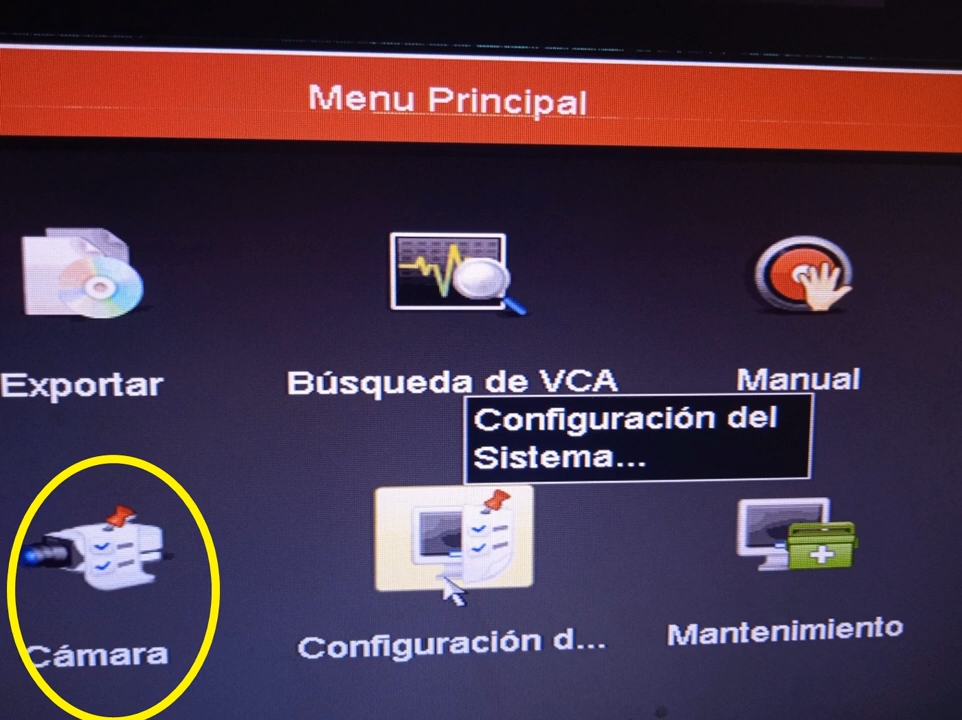 Menu Principal
Exportar
Búsqueda de VCA
Manual
Configuración del
Sistema...
Cámara
Configuración d...
Mantenimiento